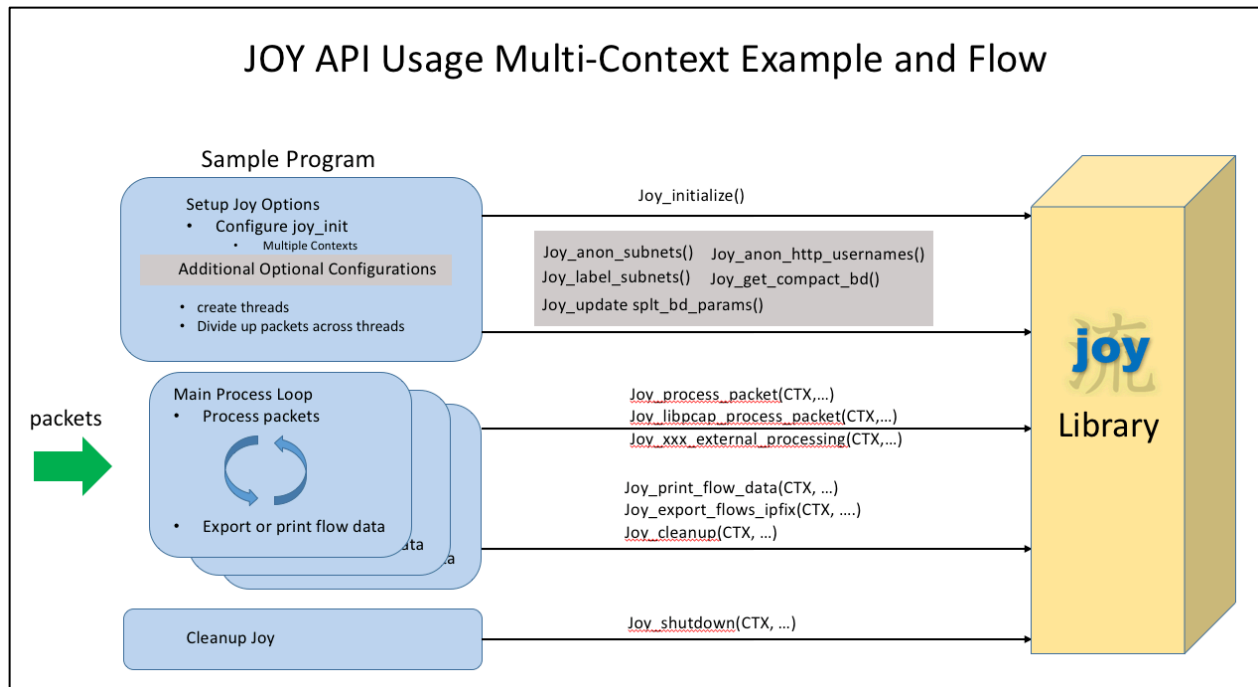 JOY API Usage Multi-Context Example and Flow
Sample Program
Setup Joy Options
• Configure joy_init
• Multiple Contexts
Additional Optional Configurations
• create threads
• Divide up packets across threads
Joy_initialize()
Joy_anon_subnets() Joy_anon_http_usernames()
Joy_label_subnets() Joy_get_compact_bd()
Joy_update splt_bd_params()
packets
Main Process Loop
• Process packets
• Export or print flow data
ata
ta
Joy_process_packet(CTX,...)
Joy_libpcap_process_packet(CTX,...)
Joy_xxx_external_processing(CTX,...)
Joy_print_flow_data(CTX, ...)
Joy_export_flows_ipfix(CTX, ....)
Joy_cleanup(CTX, ...)
Cleanup Joy
Joy_shutdown(CTX, ...)
流
joy
Library